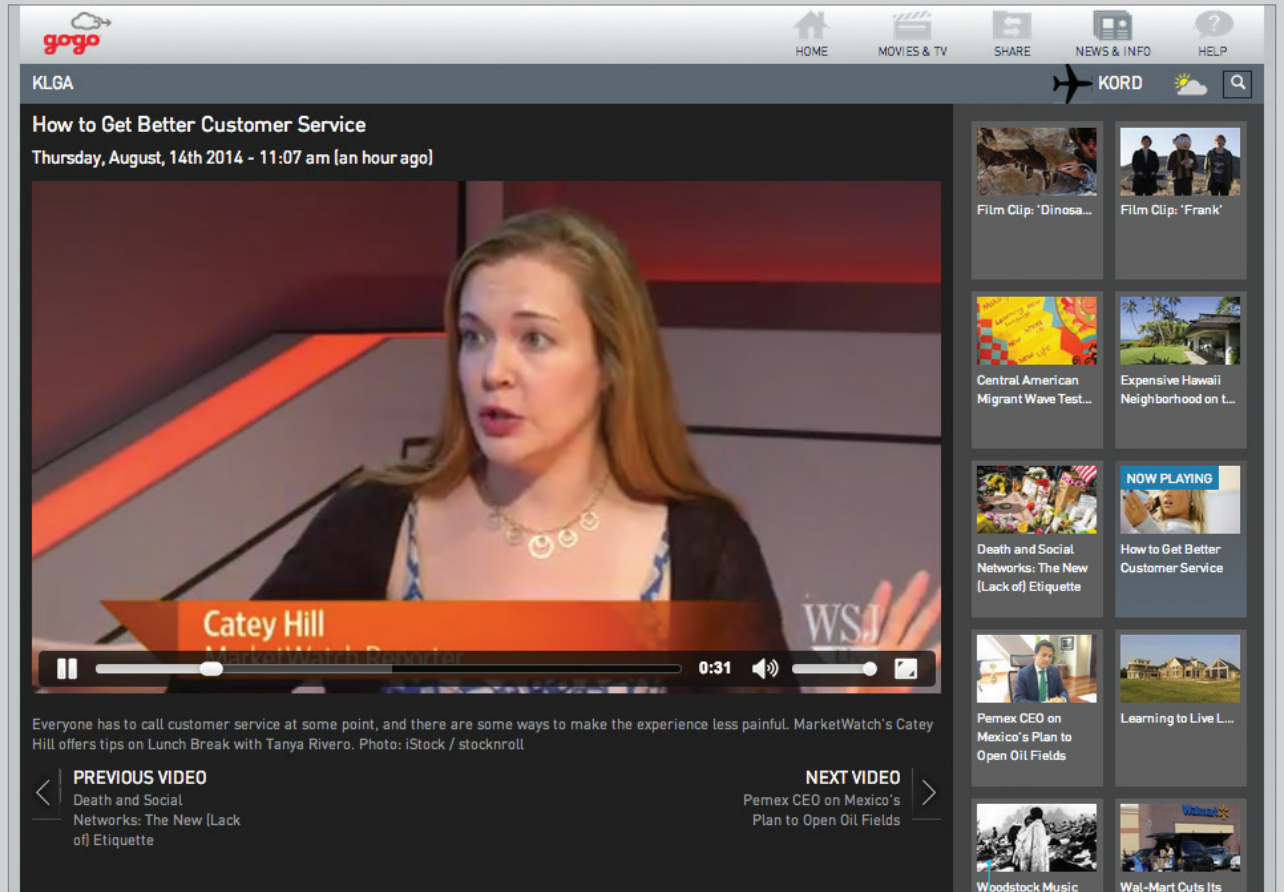 gogo
HOME
MOVIES & TV
SHARE
NEWS & INFO
HELP
KLGA
KORD
How to Get Better Customer Service
Thursday, August, 14th 2014 - 11:07 am (an hour ago)
Catey Hill
MarketWatch Reporter
WSJ
0:31
Everyone has to call customer service at some point, and there are some ways to make the experience less painful. MarketWatch's Catey
Hill offers tips on Lunch Break with Tanya Rivero. Photo: iStock / stocknroll
PREVIOUS VIDEO
Death and Social
Networks: The New (Lack
of) Etiquette
NEXT VIDEO
Pemex CEO on Mexico's
Plan to Open Oil Fields
Film Clip: 'Dinosa...
Film Clip: 'Frank'
Learning New
New Life
Central American
Migrant Wave Test...
Expensive Hawaii
Neighborhood on t...
Death and Social
Networks: The New
(Lack of) Etiquette
NOW PLAYING
How to Get Better
Customer Service
Pemex CEO on
Mexico's Plan to
Open Oil Fields
Learning to Live L...
Woodstock Music
Walmart
Wal-Mart Cuts Its